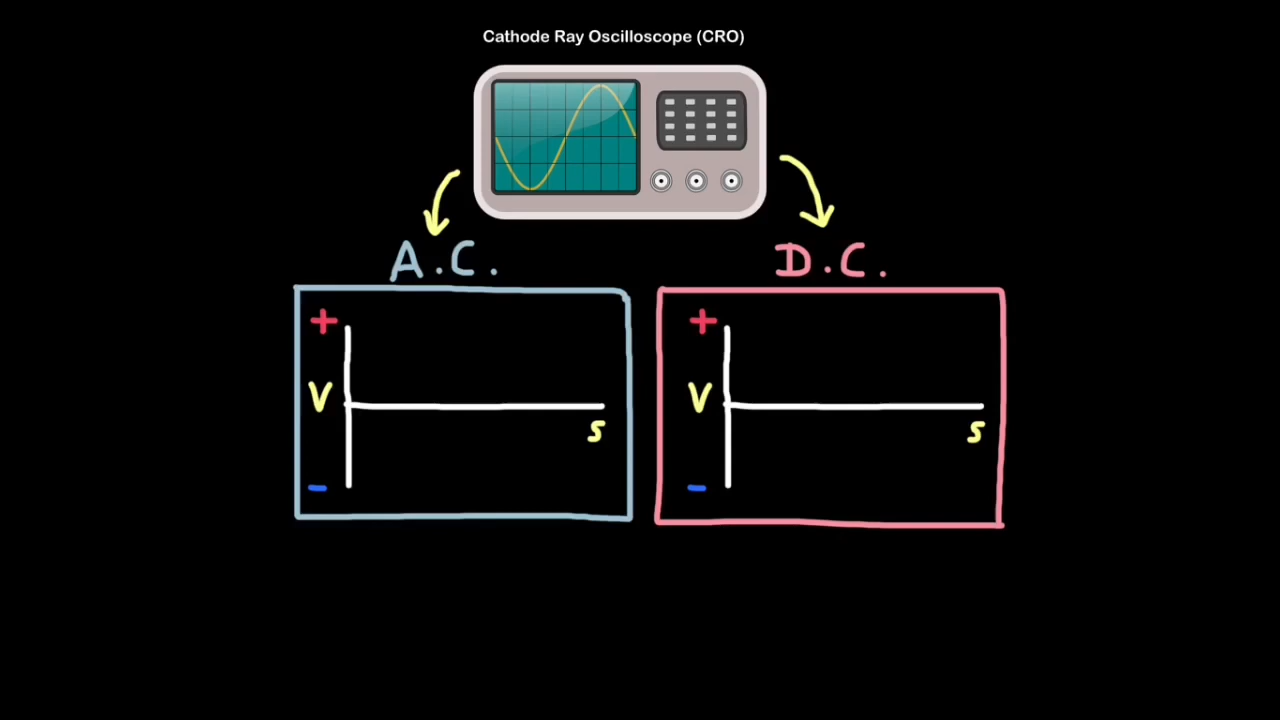 Cathode Ray Oscilloscope (CRO)
A.C.
D.C.
+
V
s
-
+
V
s
-